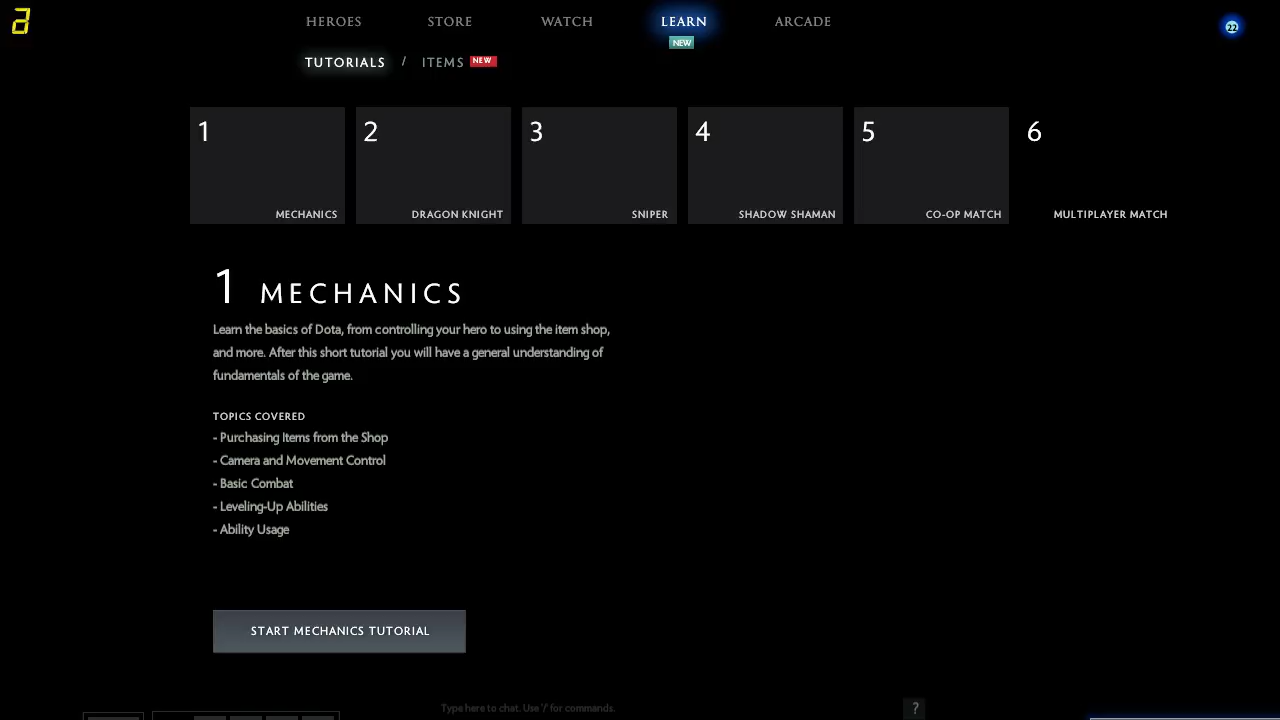 a
HEROES STORE WATCH LEARN ARCADE
22
NEW
TUTORIALS / ITEMS NEW
1 2 3 4 5 6
MECHANICS DRAGON KNIGHT SNIPER SHADOW SHAMAN CO-OP MATCH MULTIPLAYER MATCH
1 MECHANICS
Learn the basics of Dota, from controlling your hero to using the item shop,
and more. After this short tutorial you will have a general understanding of
fundamentals of the game.
TOPICS COVERED
- Purchasing Items from the Shop
- Camera and Movement Control
- Basic Combat
- Leveling-Up Abilities
- Ability Usage
START MECHANICS TUTORIAL
Type here to chat. Use '/' for commands.
?